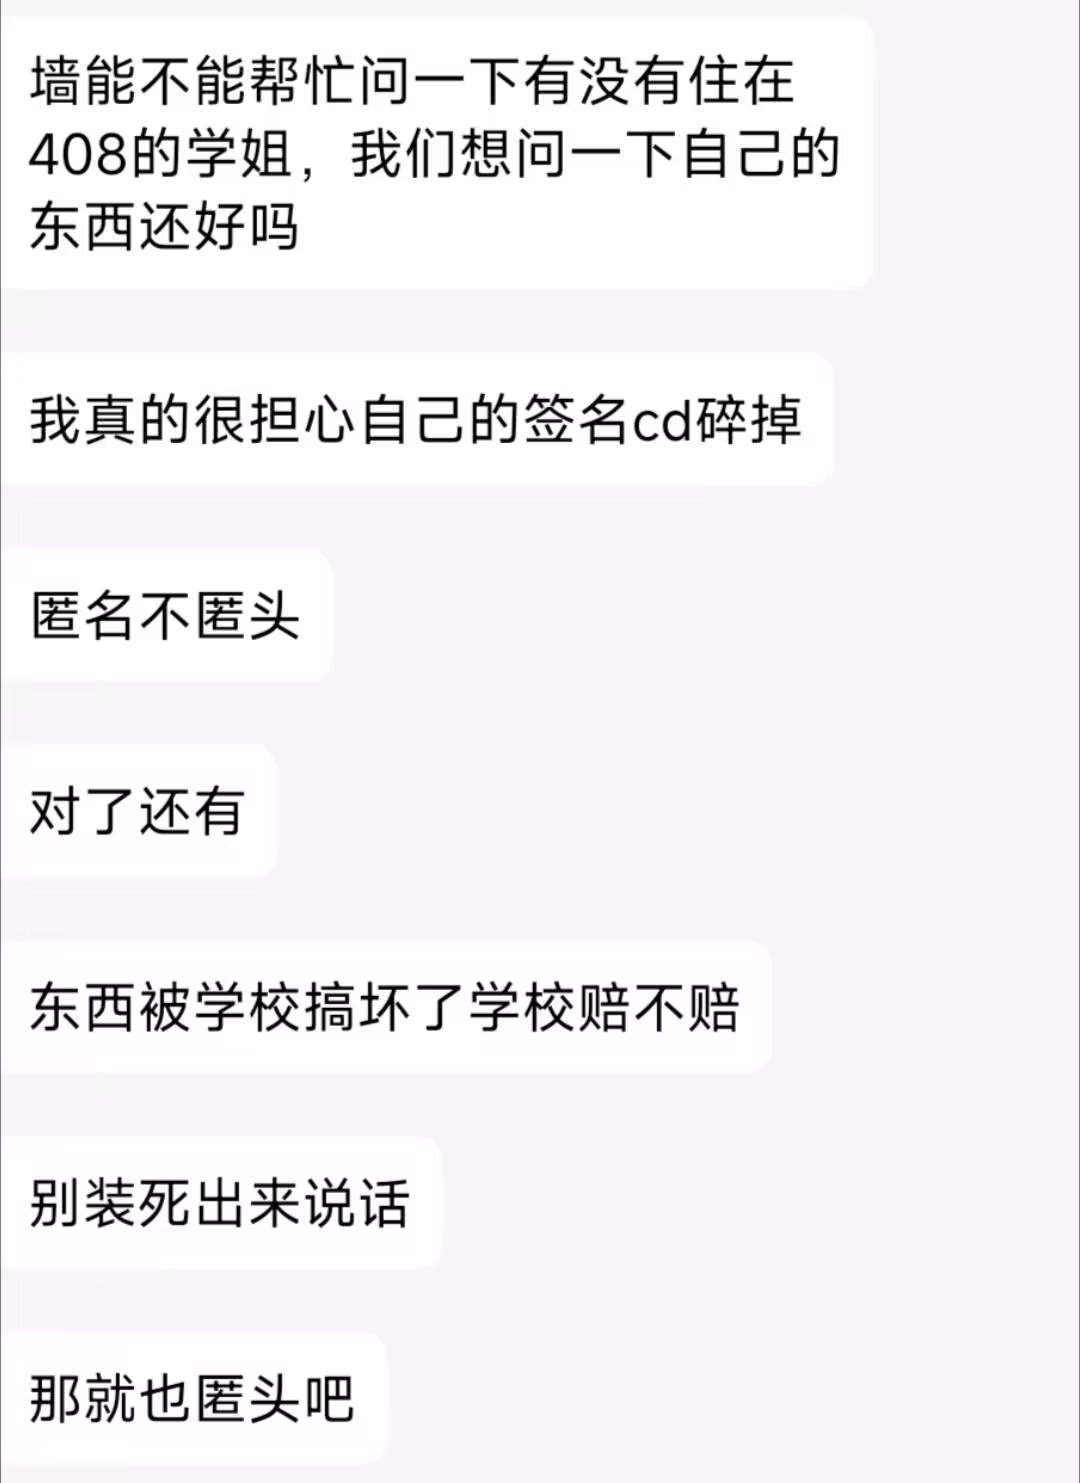 墙能不能帮忙问一下有没有住在
408的学姐，我们想问一下自己的
东西还好吗
我真的很担心自己的签名cd碎掉
匿名不匿头
对了还有
东西被学校搞坏了学校赔不赔
别装死出来说话
那就也匿头吧